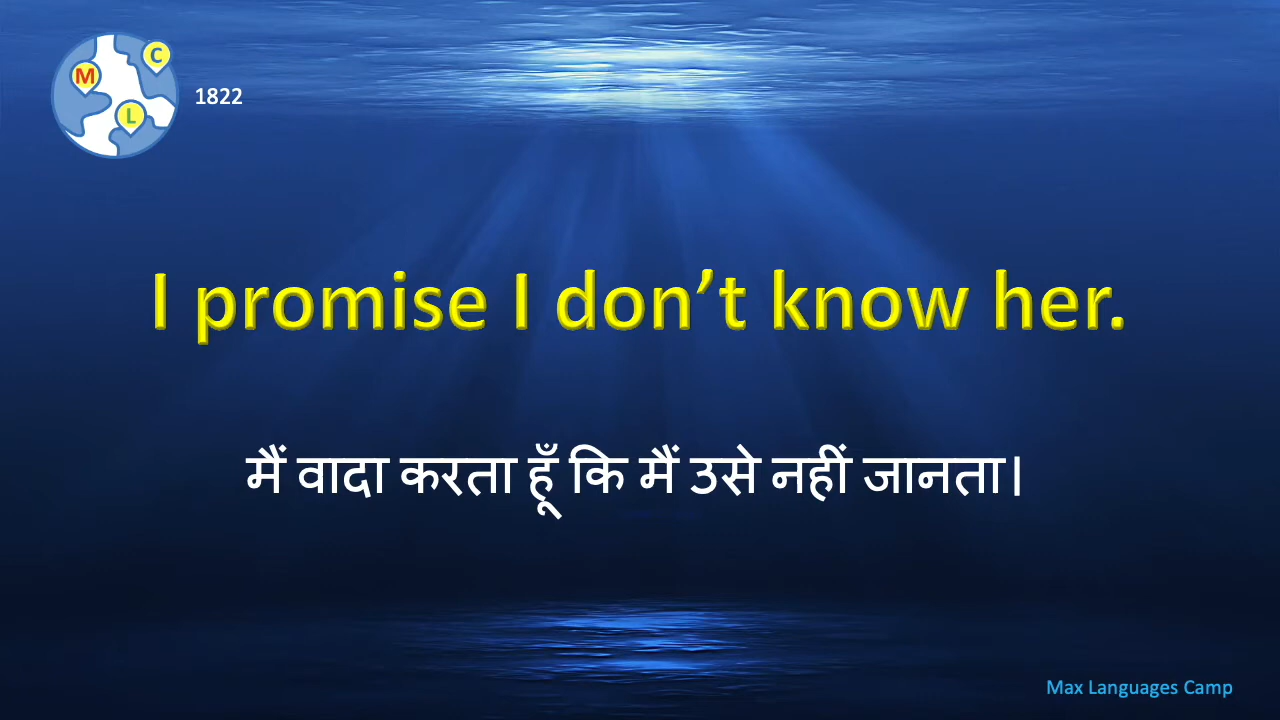 C
M
L
1822
I promise I don’t know her.
मैं वादा करता हूँ कि मैं उसे नहीं जानता।
Max Languages Camp